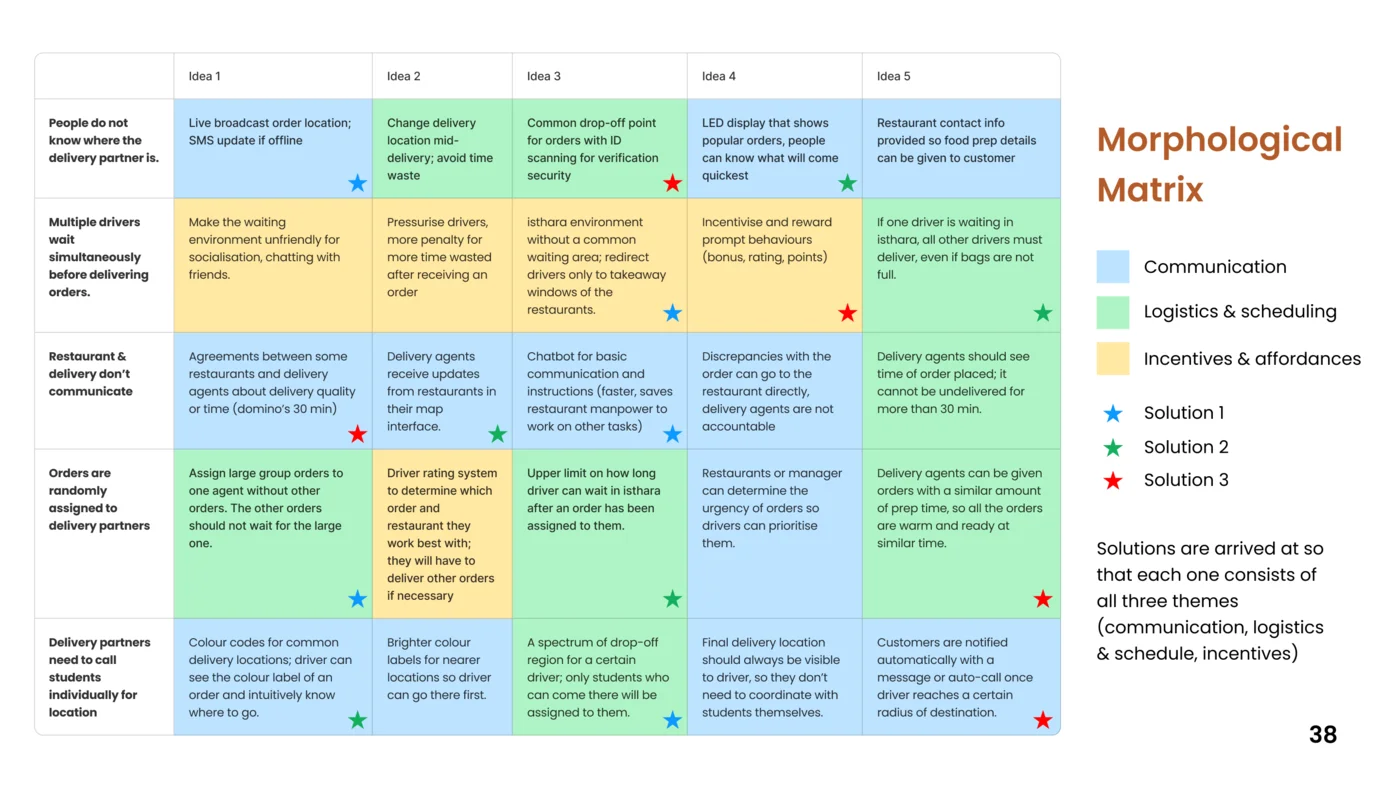 Idea 1
Idea 2
Idea 3
Idea 4
Idea 5
People do not
know where the
delivery partner is.
Live broadcast order location;
SMS update if offline
Change delivery
location mid-
delivery; avoid time
waste
Common drop-off point
for orders with ID
scanning for verification
security
LED display that shows
popular orders, people
can know what will come
quickest
Restaurant contact info
provided so food prep details
can be given to customer
Multiple drivers
wait
simultaneously
before delivering
orders.
Make the waiting
environment unfriendly for
socialisation, chatting with
friends.
Pressurise drivers,
more penalty for
more time wasted
after receiving an
order
isthara environment
without a common
waiting area; redirect
drivers only to takeaway
windows of the
restaurants.
Incentivise and reward
prompt behaviours
(bonus, rating, points)
If one driver is waiting in
isthara, all other drivers must
deliver, even if bags are not
full.
Restaurant &
delivery don't
communicate
Agreements between some
restaurants and delivery
agents about delivery quality
or time (domino's 30 min)
Delivery agents
receive updates
from restaurants in
their map
interface.
Chatbot for basic
communication and
instructions (faster, saves
restaurant manpower to
work on other tasks)
Discrepancies with the
order can go to the
restaurant directly,
delivery agents are not
accountable
Delivery agents should see
time of order placed; it
cannot be undelivered for
more than 30 min.
Orders are
randomly
assigned to
delivery partners
Assign large group orders to
one agent without other
orders. The other orders
should not wait for the large
one.
Driver rating system
to determine which
order and
restaurant they
work best with;
they will have to
deliver other orders
if necessary
Upper limit on how long
driver can wait in isthara
after an order has been
assigned to them.
Restaurants or manager
can determine the
urgency of orders so
drivers can prioritise
them.
Delivery agents can be given
orders with a similar amount
of prep time, so all the orders
are warm and ready at
similar time.
Delivery partners
need to call
students
individually for
location
Colour codes for common
delivery locations; driver can
see the colour label of an
order and intuitively know
where to go.
Brighter colour
labels for nearer
locations so driver
can go there first.
A spectrum of drop-off
region for a certain
driver; only students who
can come there will be
assigned to them.
Final delivery location
should always be visible
to driver, so they don't
need to coordinate with
students themselves.
Customers are notified
automatically with a
message or auto-call once
driver reaches a certain
radius of destination.
Morphological
Matrix
Communication
Logistics & scheduling
Incentives & affordances
Solution 1
Solution 2
Solution 3
Solutions are arrived at so
that each one consists of
all three themes
(communication, logistics
& schedule, incentives)
38